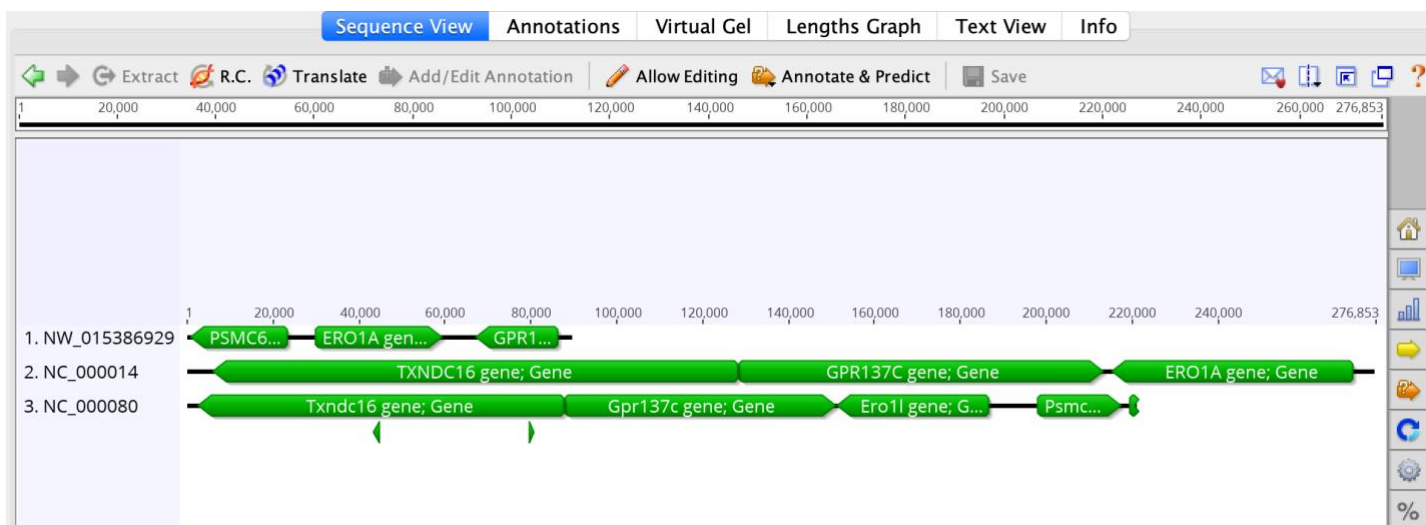 Sequence View Annotations Virtual Gel Lengths Graph Text View Info
Extract R.C. Translate Add/Edit Annotation Allow Editing Annotate & Predict Save ?
1 20,000 40,000 60,000 80,000 100,000 120,000 140,000 160,000 180,000 200,000 220,000 240,000 260,000 276,853
1 20,000 40,000 60,000 80,000 100,000 120,000 140,000 160,000 180,000 200,000 220,000 240,000 276,853
1. NW_015386929 PSMC6... ERO1A gen... GPR1...
2. NC_000014 TXNDC16 gene; Gene GPR137C gene; Gene ERO1A gene; Gene
3. NC_000080 Txndc16 gene; Gene Gpr137c gene; Gene Ero1l gene; G... Psmc...
%